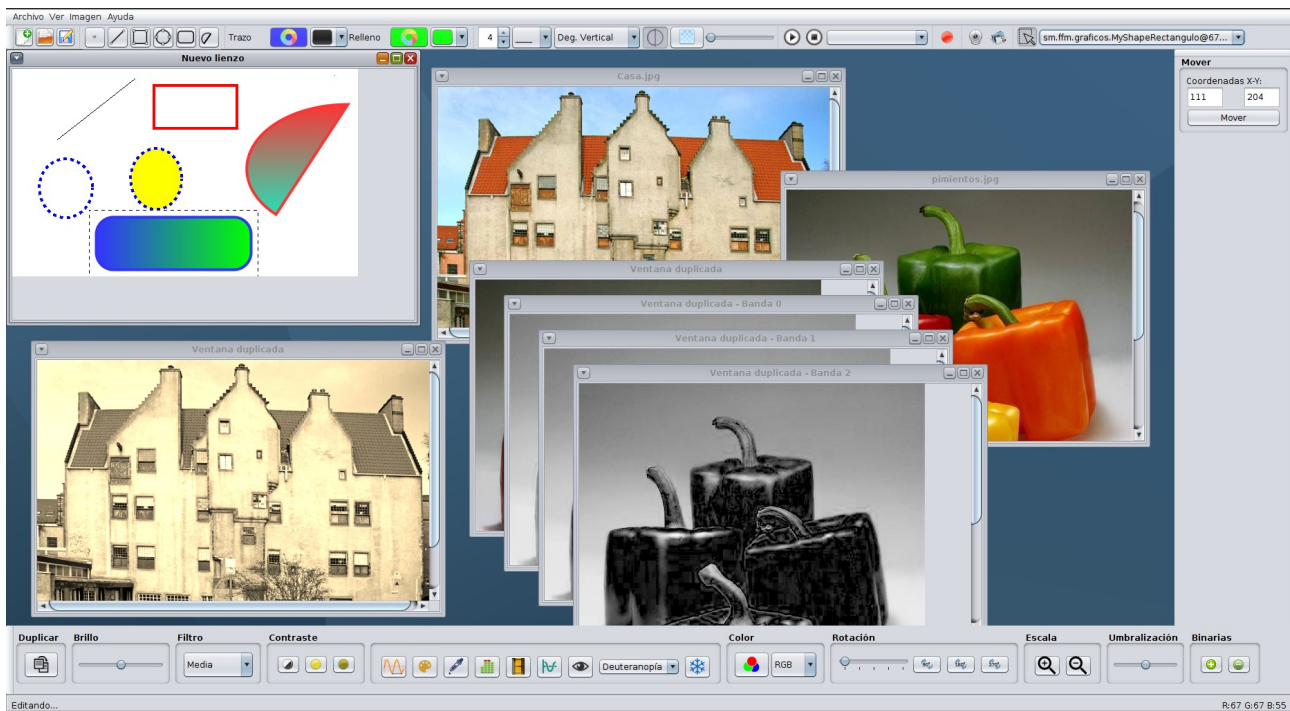 Archivo Ver Imagen Ayuda
Trazo Relleno 4 Deg. Vertical sm.ffm.graficos.MyShapeRectangulo@67...
Nuevo lienzo
Mover
Coordenadas X-Y:
111 204
Mover
Casa.jpg
pimientos.jpg
Ventana duplicada
Ventana duplicada - Banda 0
Ventana duplicada - Banda 1
Ventana duplicada
Ventana duplicada - Banda 2
Duplicar Brillo Filtro Contraste Color Rotación Escala Umbralización Binarias
Media Deuteranopía RGB
Editando... R:67 G:67 B:55